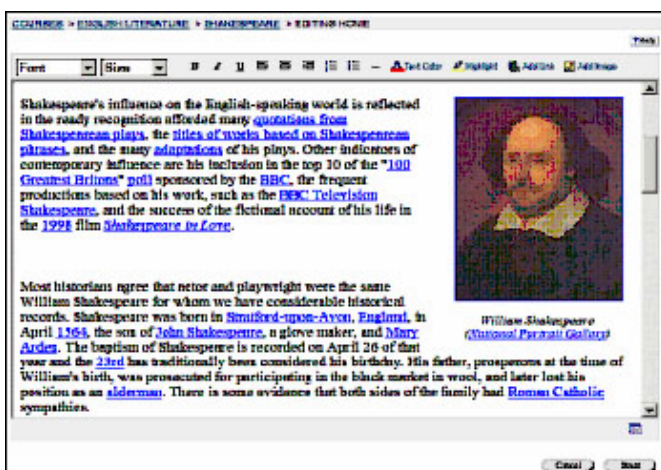 COURSES > ENGLISH LITERATURE > SHAKESPEARE > EDITING HOME
Help
Font Size B I U Text Color Highlight Add Link Add Image
Shakespeare's influence on the English-speaking world is reflected
in the ready recognition afforded many quotations from
Shakespearean plays, the titles of works based on Shakespearean
phrases, and the many adaptations of his plays. Other indicators of
contemporary influence are his inclusion in the top 10 of the "100
Greatest Britons" poll sponsored by the BBC, the frequent
productions based on his work, such as the BBC Television
Shakespeare, and the success of the fictional account of his life in
the 1998 film Shakespeare in Love.
Most historians agree that actor and playwright were the same
William Shakespeare for whom we have considerable historical
records. Shakespeare was born in Stratford-upon-Avon, England, in
April 1564, the son of John Shakespeare, a glove maker, and Mary
Arden. The baptism of Shakespeare is recorded on April 26 of that
year and the 23rd has traditionally been considered his birthday. His father, prosperous at the time of
William's birth, was prosecuted for participating in the black market in wool, and later lost his
position as an alderman. There is some evidence that both sides of the family had Roman Catholic
sympathies.
William Shakespeare
(National Portrait Gallery)
Cancel